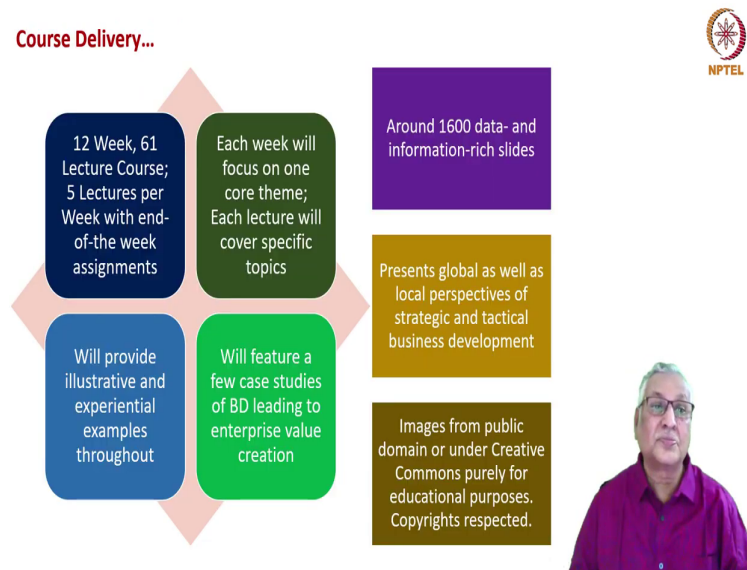 Course Delivery...
NPTEL
12 Week, 61
Lecture Course;
5 Lectures per
Week with end-
of-the week
assignments
Each week will
focus on one
core theme;
Each lecture will
cover specific
topics
Will provide
illustrative and
experiential
examples
throughout
Will feature a
few case studies
of BD leading to
enterprise value
creation
Around 1600 data- and
information-rich slides
Presents global as well as
local perspectives of
strategic and tactical
business development
Images from public
domain or under Creative
Commons purely for
educational purposes.
Copyrights respected.